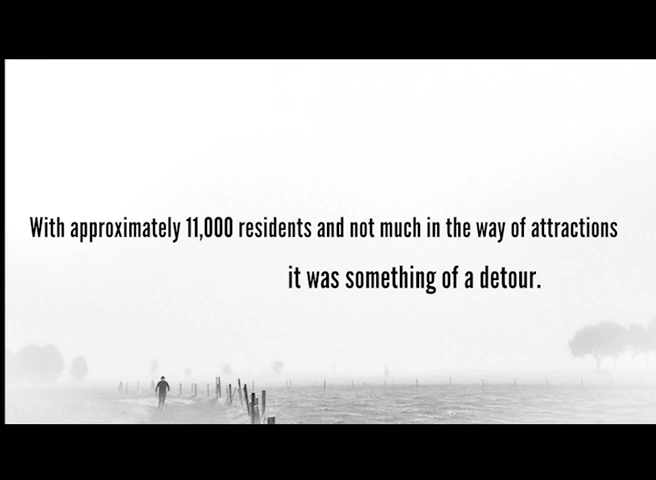 With approximately 11,000 residents and not much in the way of attractions
it was something of a detour.